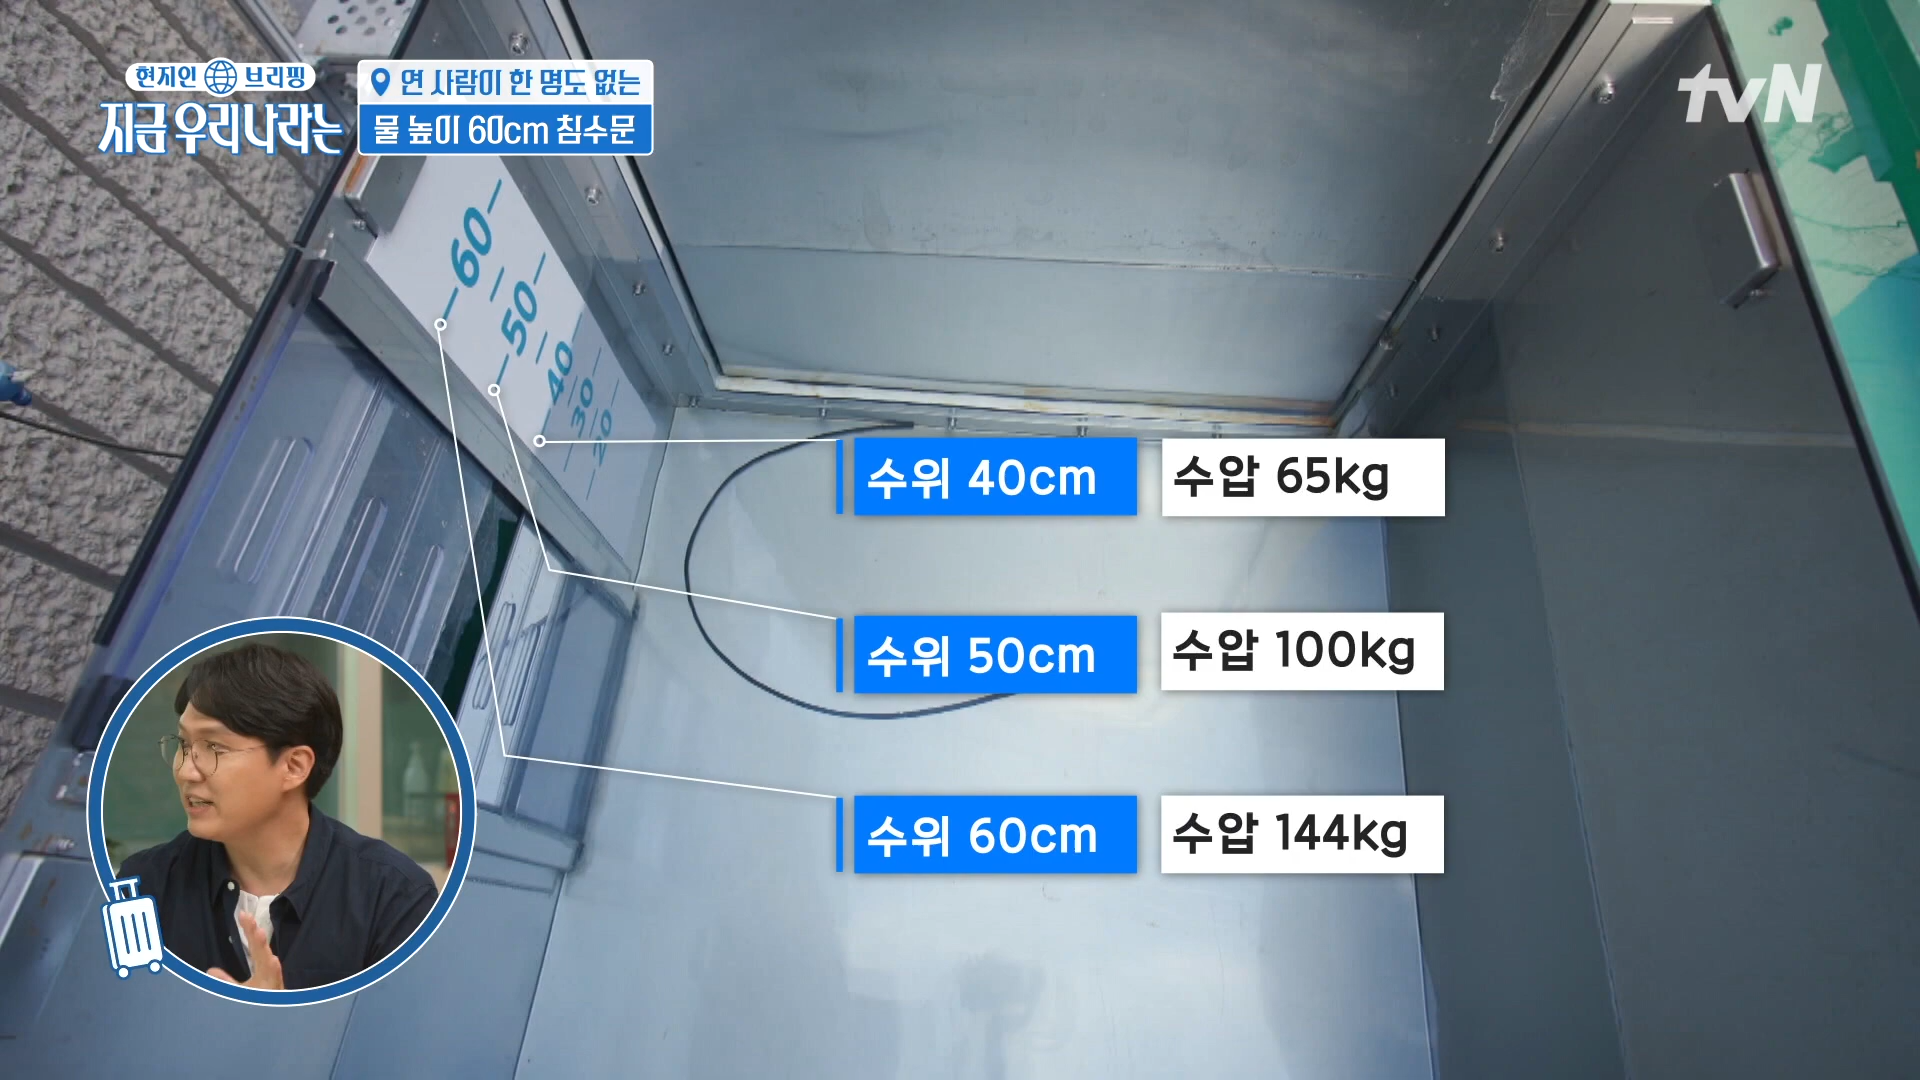 현지인 브리핑
지금 우리나라는
연 사람이 한 명도 없는
물 높이 60cm 침수문
tvN
60
50
40
30
20
수위 40cm 수압 65kg
수위 50cm 수압 100kg
수위 60cm 수압 144kg